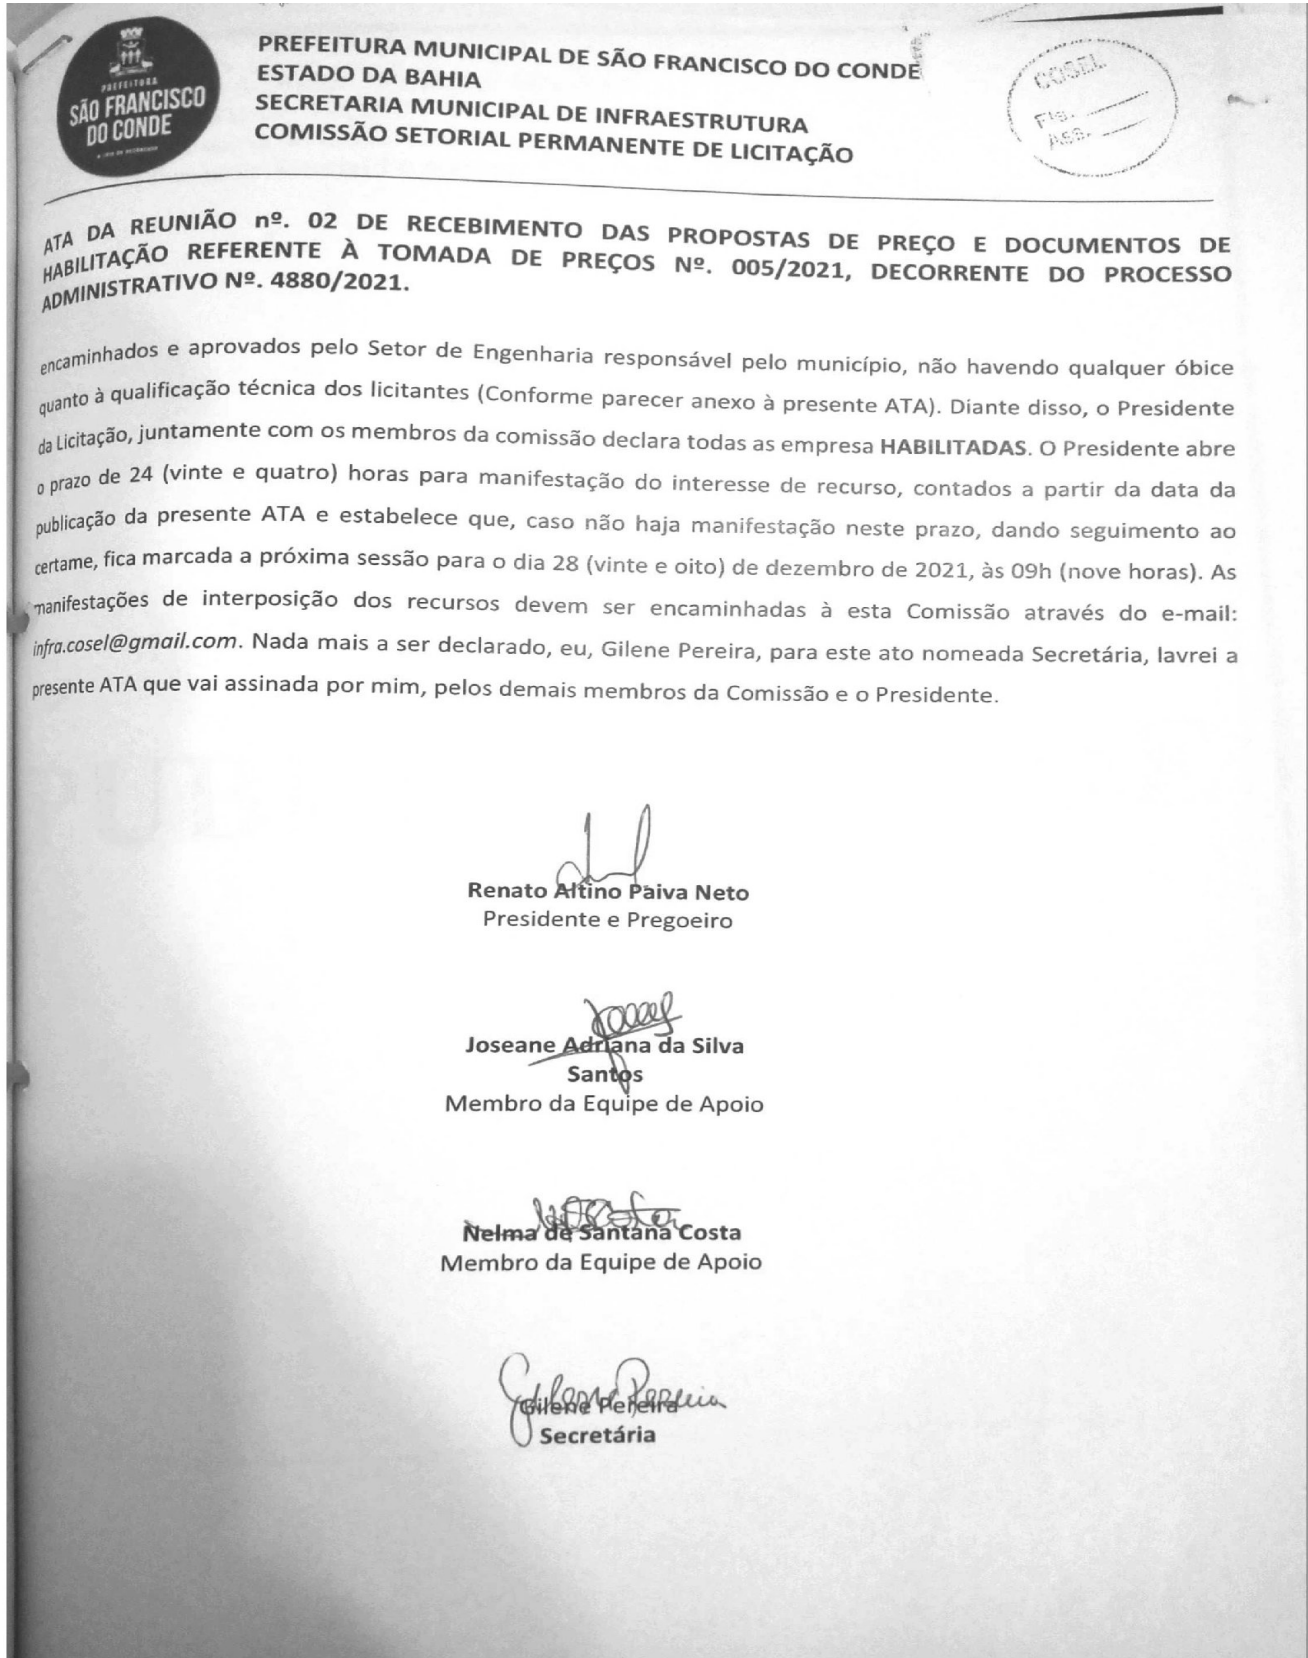 PREFEITURA
SÃO FRANCISCO
DO CONDE
PREFEITURA MUNICIPAL DE SÃO FRANCISCO DO CONDE
ESTADO DA BAHIA
SECRETARIA MUNICIPAL DE INFRAESTRUTURA
COMISSÃO SETORIAL PERMANENTE DE LICITAÇÃO
COSEL
Fls.
ASS.
ATA DA REUNIÃO nº. 02 DE RECEBIMENTO DAS PROPOSTAS DE PREÇO E DOCUMENTOS DE
HABILITAÇÃO REFERENTE À TOMADA DE PREÇOS Nº. 005/2021, DECORRENTE DO PROCESSO
ADMINISTRATIVO Nº. 4880/2021.
encaminhados e aprovados pelo Setor de Engenharia responsável pelo município, não havendo qualquer óbice
quanto à qualificação técnica dos licitantes (Conforme parecer anexo à presente ATA). Diante disso, o Presidente
da Licitação, juntamente com os membros da comissão declara todas as empresa HABILITADAS. O Presidente abre
o prazo de 24 (vinte e quatro) horas para manifestação do interesse de recurso, contados a partir da data da
publicação da presente ATA e estabelece que, caso não haja manifestação neste prazo, dando seguimento ao
certame, fica marcada a próxima sessão para o dia 28 (vinte e oito) de dezembro de 2021, às 09h (nove horas). As
manifestações de interposição dos recursos devem ser encaminhadas à esta Comissão através do e-mail:
infra.cosel@gmail.com. Nada mais a ser declarado, eu, Gilene Pereira, para este ato nomeada Secretária, lavrei a
presente ATA que vai assinada por mim, pelos demais membros da Comissão e o Presidente.
Renato Altino Paiva Neto
Presidente e Pregoeiro
Joseane Adriana da Silva
Santos
Membro da Equipe de Apoio
Nelma de Santana Costa
Membro da Equipe de Apoio
Gilene Pereira
Gilene Pereira
Secretária